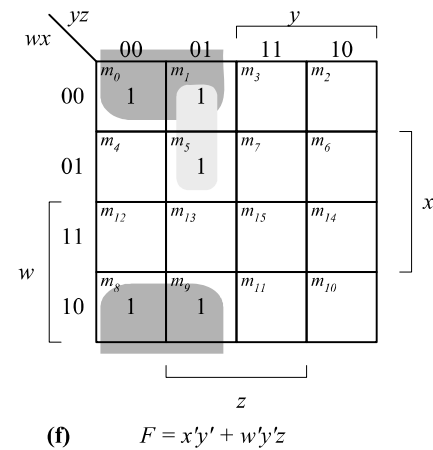 yz
y
wx
00 01 11 10
m0 m1 m3 m2
00 1 1
m4 m5 m7 m6
01 1
x
m12 m13 m15 m14
11
w
m8 m9 m11 m10
10 1 1
z
(f) F = x'y' + w'y'z